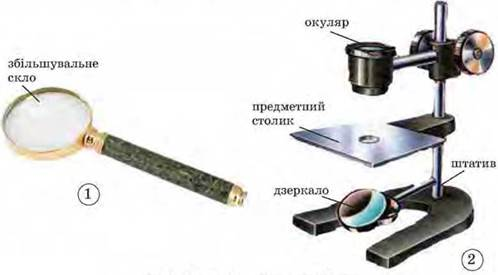 збільшувальне
скло
1
окуляр
предметний
столик
штатив
дзеркало
2